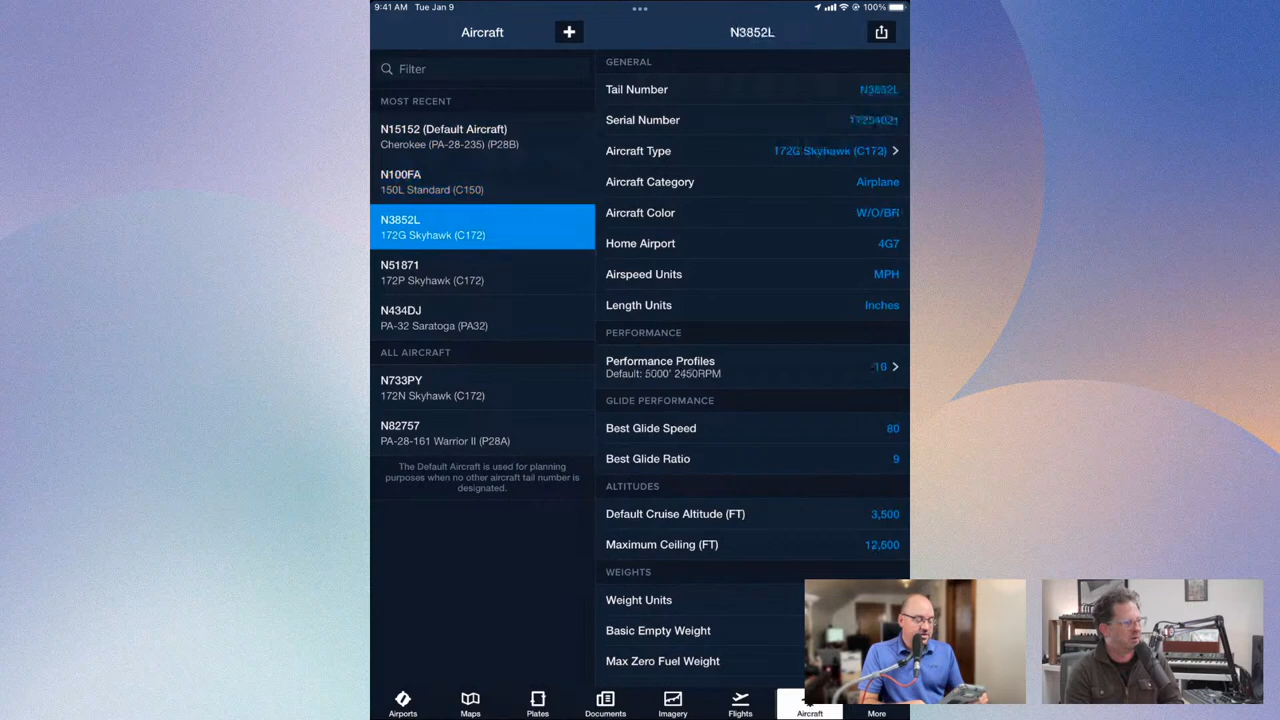 9:41 AM Tue Jan 9
100%
Aircraft
N3852L
Filter
MOST RECENT
N15152 (Default Aircraft)
Cherokee (PA-28-235) (P28B)
N100FA
150L Standard (C150)
N3852L
172G Skyhawk (C172)
N51871
172P Skyhawk (C172)
N434DJ
PA-32 Saratoga (PA32)
ALL AIRCRAFT
N733PY
172N Skyhawk (C172)
N82757
PA-28-161 Warrior II (P28A)
The Default Aircraft is used for planning
purposes when no other aircraft tail number is
designated.
GENERAL
Tail Number N3852L
Serial Number
Aircraft Type 172G Skyhawk (C172)
Aircraft Category Airplane
Aircraft Color
Home Airport 4G7
Airspeed Units MPH
Length Units Inches
PERFORMANCE
Performance Profiles
Default: 5000' 2450RPM
GLIDE PERFORMANCE
Best Glide Speed 80
Best Glide Ratio 9
ALTITUDES
Default Cruise Altitude (FT) 3,500
Maximum Ceiling (FT) 12,500
WEIGHTS
Weight Units
Basic Empty Weight
Max Zero Fuel Weight
Airports
Maps
Plates
Documents
Imagery
Flights
Aircraft
More